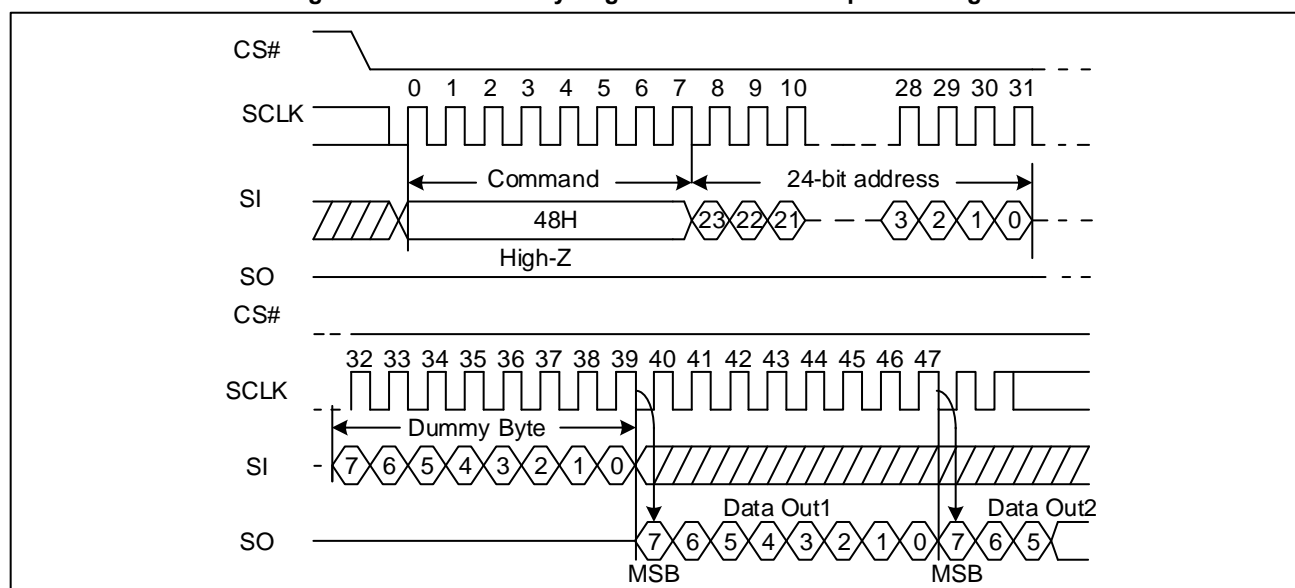 CS#
0 1 2 3 4 5 6 7 8 9 10 28 29 30 31
SCLK
Command 24-bit address
SI
48H 23 22 21 3 2 1 0
High-Z
SO
CS#
32 33 34 35 36 37 38 39 40 41 42 43 44 45 46 47
SCLK
Dummy Byte
SI 7 6 5 4 3 2 1 0
Data Out1 Data Out2
SO 7 6 5 4 3 2 1 0 7 6 5
MSB MSB